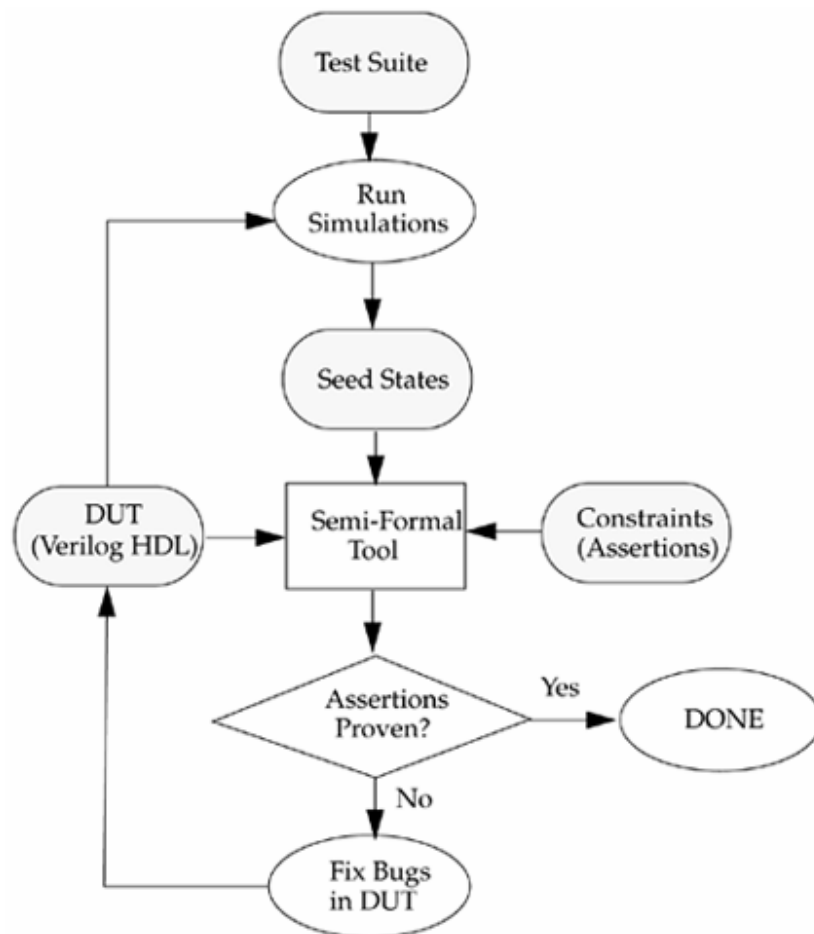 Test Suite
Run
Simulations
Seed States
DUT
(Verilog HDL)
Semi-Formal
Tool
Constraints
(Assertions)
Assertions
Proven?
Yes
DONE
No
Fix Bugs
in DUT